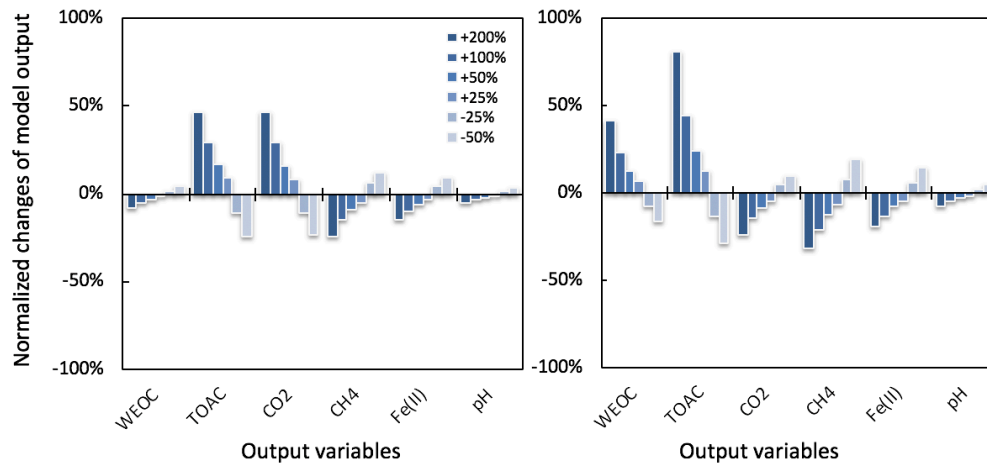 Normalized changes of model output
100%
50%
0%
-50%
-100%
+200%
+100%
+50%
+25%
-25%
-50%
WEOC
TOAC
CO2
CH4
Fe(II)
pH
Output variables
100%
50%
0%
-50%
-100%
WEOC
TOAC
CO2
CH4
Fe(II)
pH
Output variables